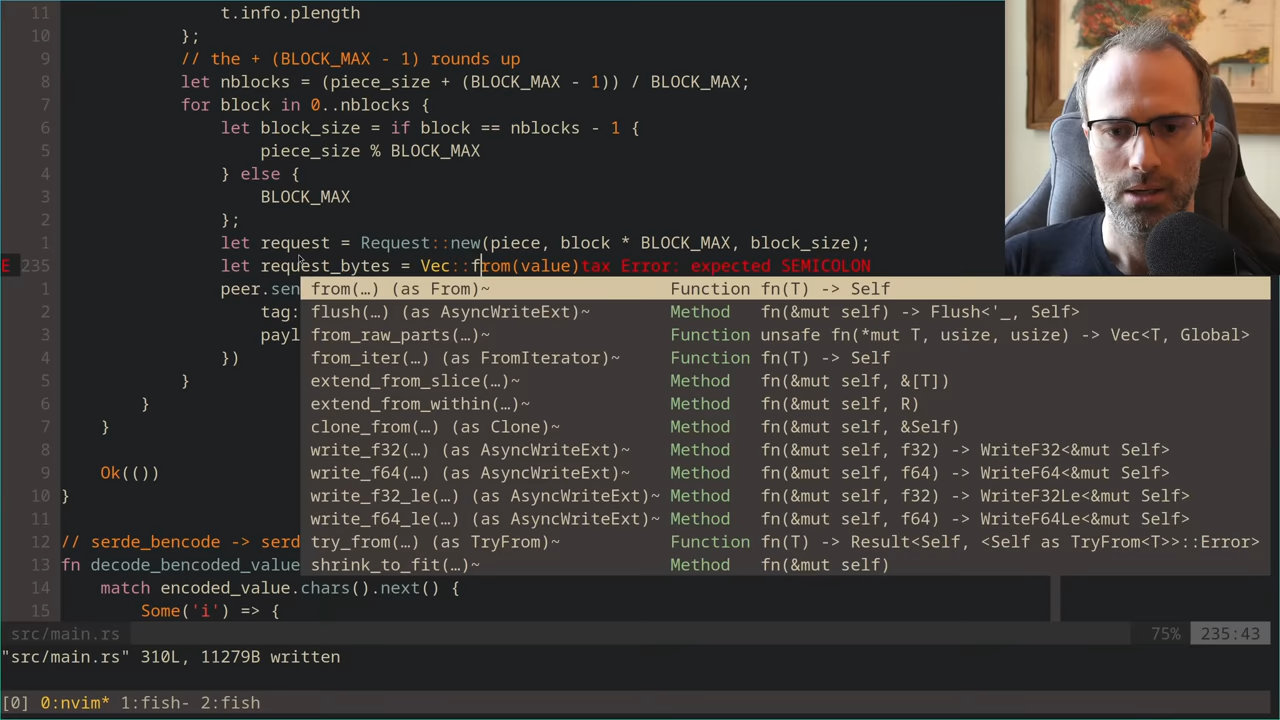 11 t.info.plength
10 };
9 // the + (BLOCK_MAX - 1) rounds up
8 let nblocks = (piece_size + (BLOCK_MAX - 1)) / BLOCK_MAX;
7 for block in 0..nblocks {
6 let block_size = if block == nblocks - 1 {
5 piece_size % BLOCK_MAX
4 } else {
3 BLOCK_MAX
2 };
1 let request = Request::new(piece, block * BLOCK_MAX, block_size);
E 235 let request_bytes = Vec::from(value)tax Error: expected SEMICOLON
1 peer.sen from(…) (as From)~ Function fn(T) -> Self
2 tag: flush(…) (as AsyncWriteExt)~ Method fn(&mut self) -> Flush<'_, Self>
3 payl from_raw_parts(…)~ Function unsafe fn(*mut T, usize, usize) -> Vec<T, Global>
4 }) from_iter(…) (as FromIterator)~ Function fn(T) -> Self
5 } extend_from_slice(…)~ Method fn(&mut self, &[T])
6 } extend_from_within(…)~ Method fn(&mut self, R)
7 } clone_from(…) (as Clone)~ Method fn(&mut self, &Self)
8 write_f32(…) (as AsyncWriteExt)~ Method fn(&mut self, f32) -> WriteF32<&mut Self>
9 Ok(()) write_f64(…) (as AsyncWriteExt)~ Method fn(&mut self, f64) -> WriteF64<&mut Self>
10 } write_f32_le(…) (as AsyncWriteExt)~ Method fn(&mut self, f32) -> WriteF32Le<&mut Self>
11 write_f64_le(…) (as AsyncWriteExt)~ Method fn(&mut self, f64) -> WriteF64Le<&mut Self>
12 // serde_bencode -> serd try_from(…) (as TryFrom)~ Function fn(T) -> Result<Self, <Self as TryFrom<T>>::Error>
13 fn decode_bencoded_value shrink_to_fit(…)~ Method fn(&mut self)
14 match encoded_value.chars().next() {
15 Some('i') => {
src/main.rs 75% 235:43
"src/main.rs" 310L, 11279B written
[0] 0:nvim* 1:fish- 2:fish